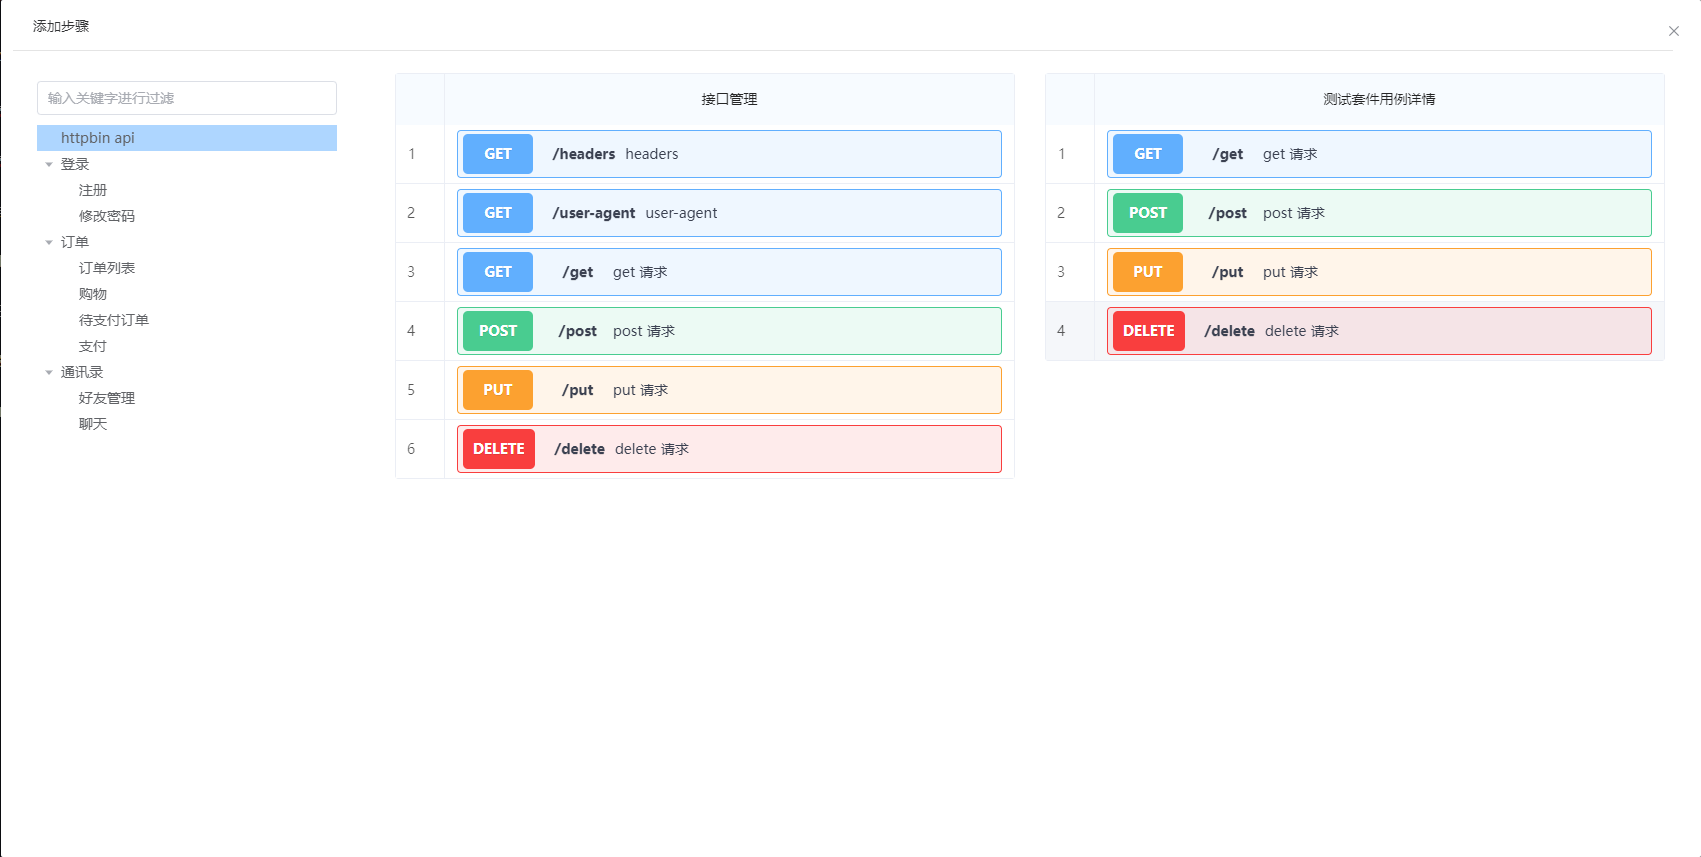 添加步骤
输入关键字进行过滤
httpbin api
登录
注册
修改密码
订单
订单列表
购物
待支付订单
支付
通讯录
好友管理
聊天
接口管理
1 GET /headers headers
2 GET /user-agent user-agent
3 GET /get get 请求
4 POST /post post 请求
5 PUT /put put 请求
6 DELETE /delete delete 请求
测试套件用例详情
1 GET /get get 请求
2 POST /post post 请求
3 PUT /put put 请求
4 DELETE /delete delete 请求